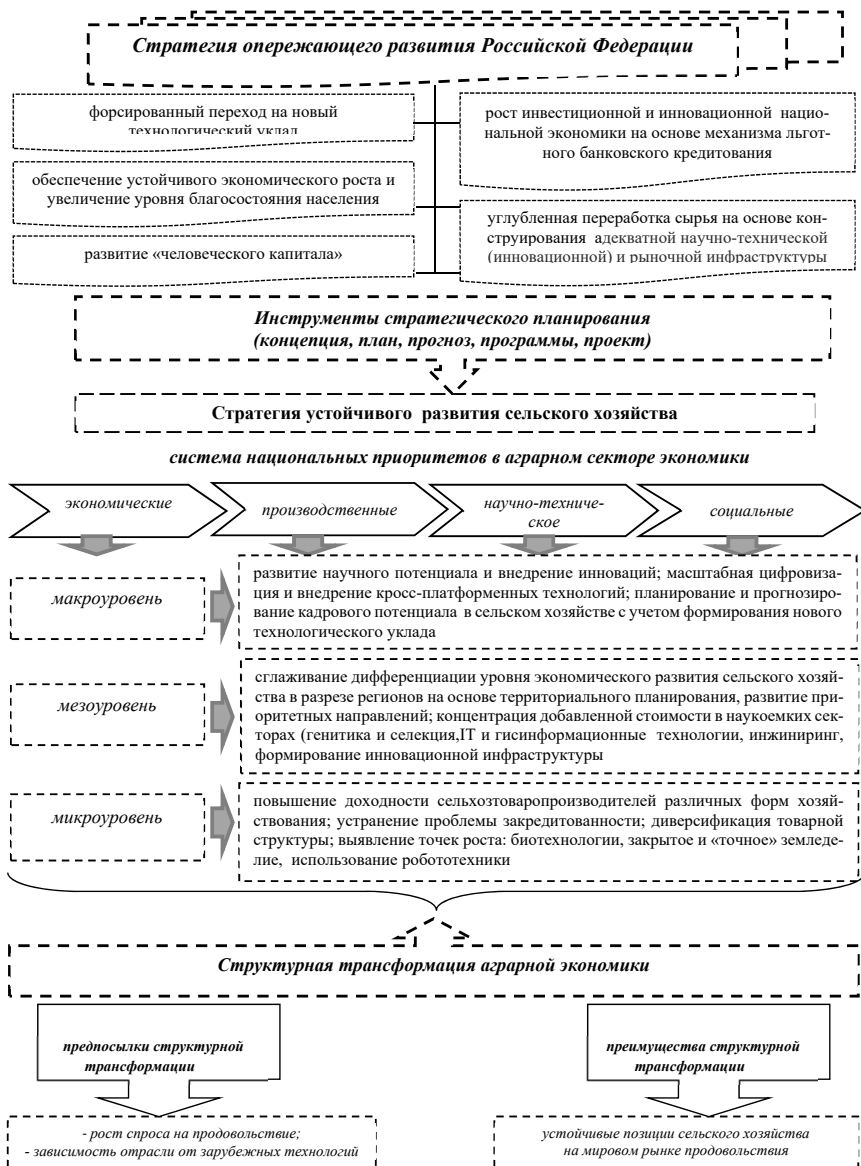 Стратегия опережающего развития Российской Федерации
форсированный переход на новый
технологический уклад
обеспечение устойчивого экономического роста и
увеличение уровня благосостояния населения
развитие «человеческого капитала»
рост инвестиционной и инновационной нацио-
нальной экономики на основе механизма льгот-
ного банковского кредитования
углубленная переработка сырья на основе кон-
струирования адекватной научно-технической
(инновационной) и рыночной инфраструктуры
Инструменты стратегического планирования
(концепция, план, прогноз, программы, проект)
Стратегия устойчивого развития сельского хозяйства
система национальных приоритетов в аграрном секторе экономики
экономические
производственные
научно-техниче-
ское
социальные
макроуровень
развитие научного потенциала и внедрение инноваций; масштабная цифровиза-
ция и внедрение кросс-платформенных технологий; планирование и прогнозиро-
рование кадрового потенциала в сельском хозяйстве с учетом формирования нового
технологического уклада
мезоуровень
сглаживание дифференциации уровня экономического развития сельского хозяй-
ства в разрезе регионов на основе территориального планирования, развитие при-
оритетных направлений; концентрация добавленной стоимости в наукоемких сек-
торах (генетика и селекция,IT и гисинформационные технологии, инжиниринг,
формирование инновационной инфраструктуры
микроуровень
повышение доходности сельхозтоваропроизводителей различных форм хозяй-
ствования; устранение проблемы закредитованности; диверсификация товарной
структуры; выявление точек роста: биотехнологии, закрытое и «точное» земледе-
лие, использование робототехники
Структурная трансформация аграрной экономики
предпосылки структурной
трансформации
преимущества структурной
трансформации
- рост спроса на продовольствие;
- зависимость отрасли от зарубежных технологий
устойчивые позиции сельского хозяйства
на мировом рынке продовольствия